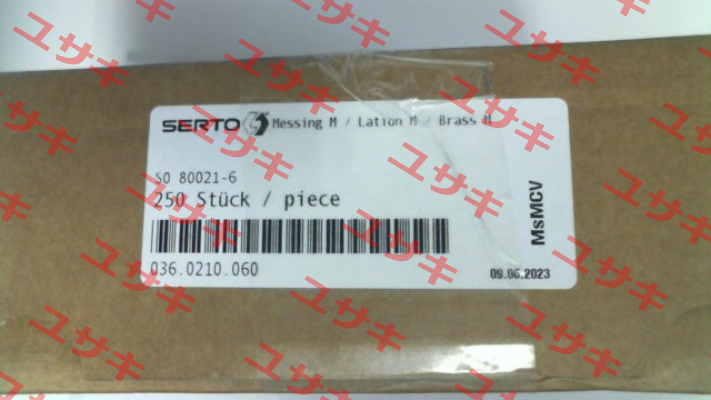 SERTO Messing M / Laiton M / Brass M
SO 80021-6
250 Stück / piece
MsMCV
036.0210.060
09.06.2023
ユサキ